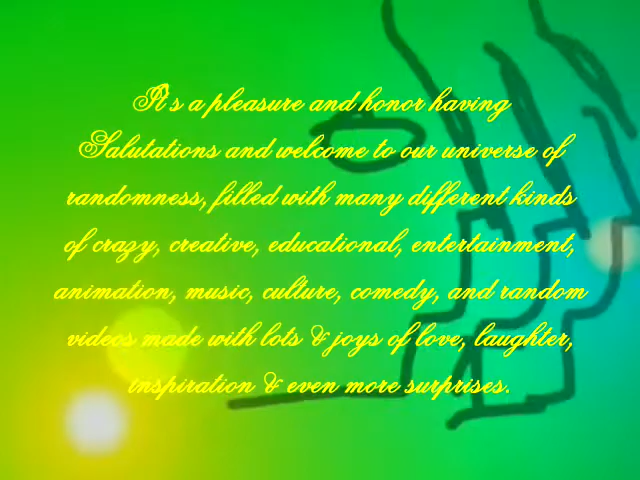 It's a pleasure and honor having
Salutations and welcome to our universe of
randomness, filled with many different kinds
of crazy, creative, educational, entertainment,
animation, music, culture, comedy, and random
videos made with lots & joys of love, laughter,
inspiration & even more surprises.